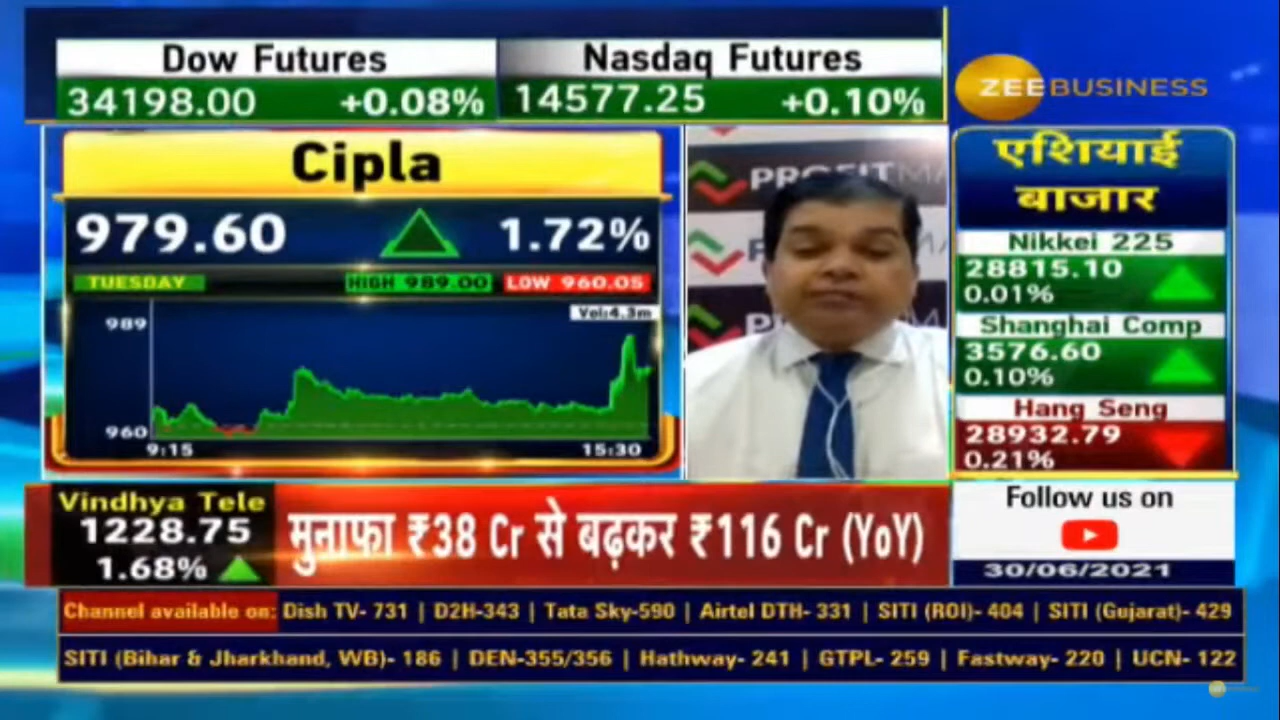 Dow Futures
34198.00 +0.08%
Nasdaq Futures
14577.25 +0.10%
ZEEBUSINESS
Cipla
979.60 1.72%
TUESDAY HIGH 989.00 LOW 960.05
Vol:4.3m
989
960
9:15 15:30
PROFITMA
एशियाई
बाजार
Nikkei 225
28815.10
0.01%
Shanghai Comp
3576.60
0.10%
Hang Seng
28932.79
0.21%
Vindhya Tele
1228.75
1.68%
मुनाफा ₹38 Cr से बढ़कर ₹116 Cr (YoY)
Follow us on
30/06/2021
Channel available on: Dish TV- 731 | D2H-343 | Tata Sky-590 | Airtel DTH- 331 | SITI (ROI)- 404 | SITI (Gujarat)- 429
SITI (Bihar & Jharkhand, WB)- 186 | DEN-355/356 | Hathway- 241 | GTPL- 259 | Fastway- 220 | UCN- 122